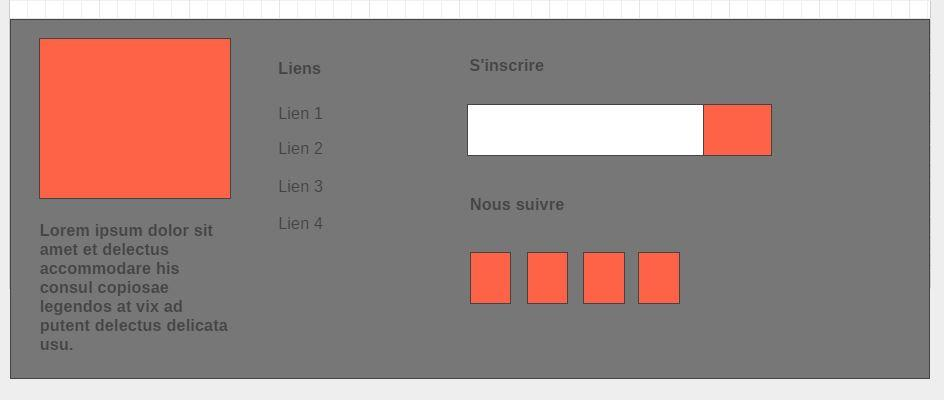 Lorem ipsum dolor sit
amet et delectus
accommodare his
consul copiosae
legendos at vix ad
putent delectus delicata
usu.
Liens
Lien 1
Lien 2
Lien 3
Lien 4
S'inscrire
Nous suivre